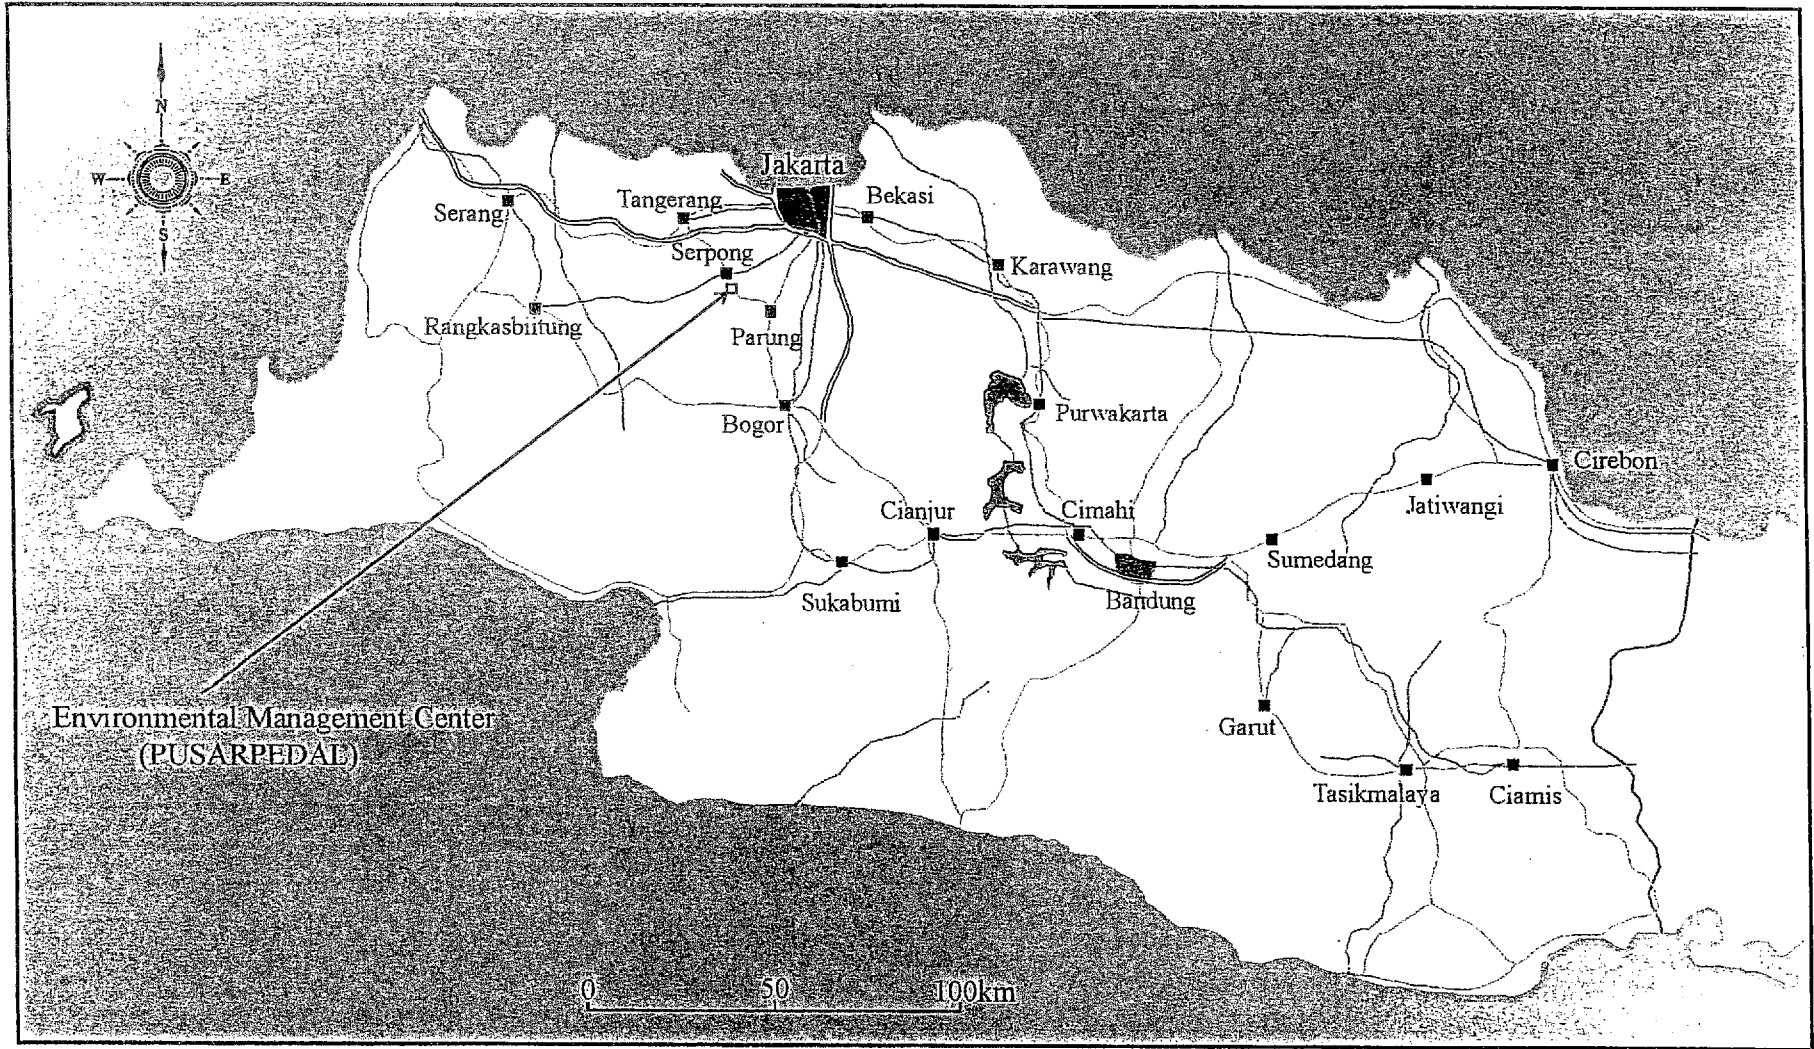 N
W
E
S
Jakarta
Tangerang
Bekasi
Serang
Serpong
Karawang
Rangkasbiitung
Parung
Purwakarta
Bogor
Cirebon
Jatiwangi
Cianjur
Cimahi
Sumedang
Sukabumi
Bandung
Environmental Management Center
(PUSARPEDAL)
Garut
Tasikmalaya
Ciamis
0 50 100km